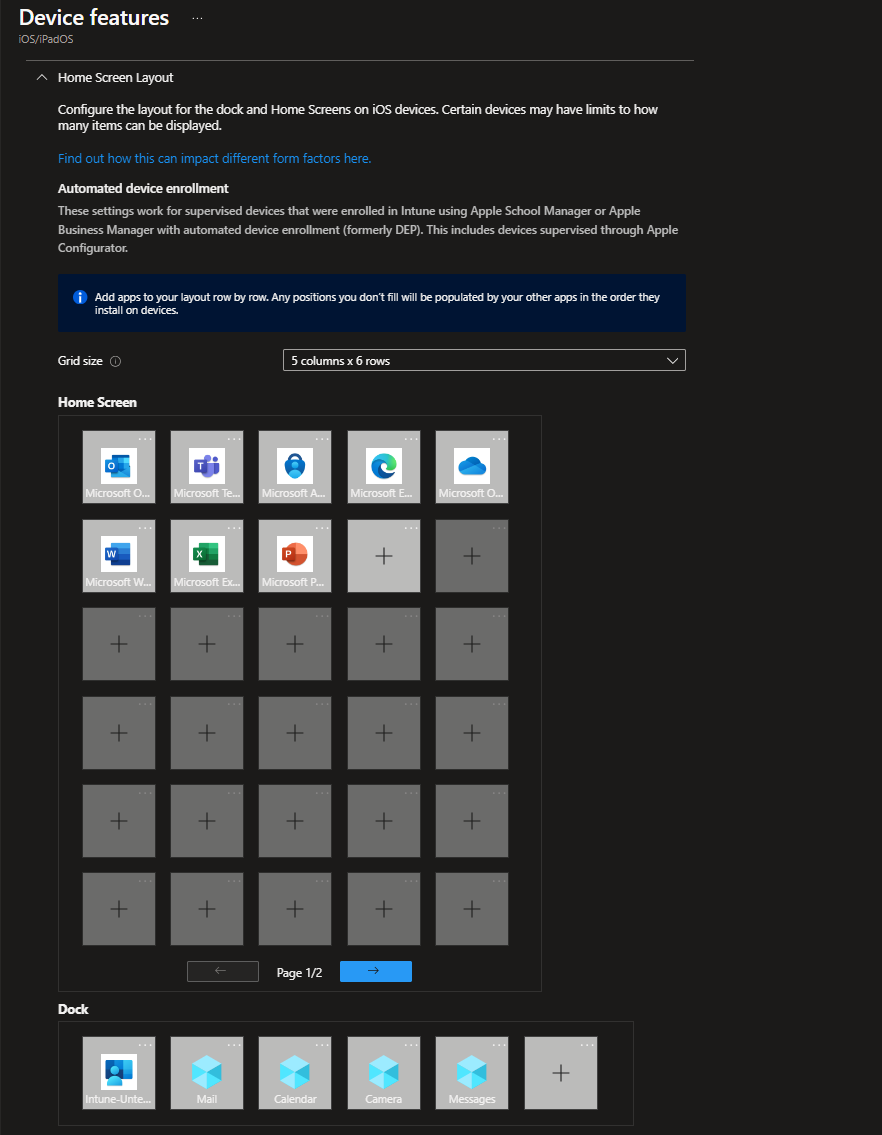 Device features ...
iOS/iPadOS
Home Screen Layout
Configure the layout for the dock and Home Screens on iOS devices. Certain devices may have limits to how
many items can be displayed.
Find out how this can impact different form factors here.
Automated device enrollment
These settings work for supervised devices that were enrolled in Intune using Apple School Manager or Apple
Business Manager with automated device enrollment (formerly DEP). This includes devices supervised through Apple
Configurator.
Add apps to your layout row by row. Any positions you don't fill will be populated by your other apps in the order they
install on devices.
Grid size
5 columns x 6 rows
Home Screen
Microsoft O... Microsoft Te... Microsoft A... Microsoft E... Microsoft O...
Microsoft W... Microsoft Ex... Microsoft P...
Page 1/2
Dock
Intune-Unte... Mail Calendar Camera Messages